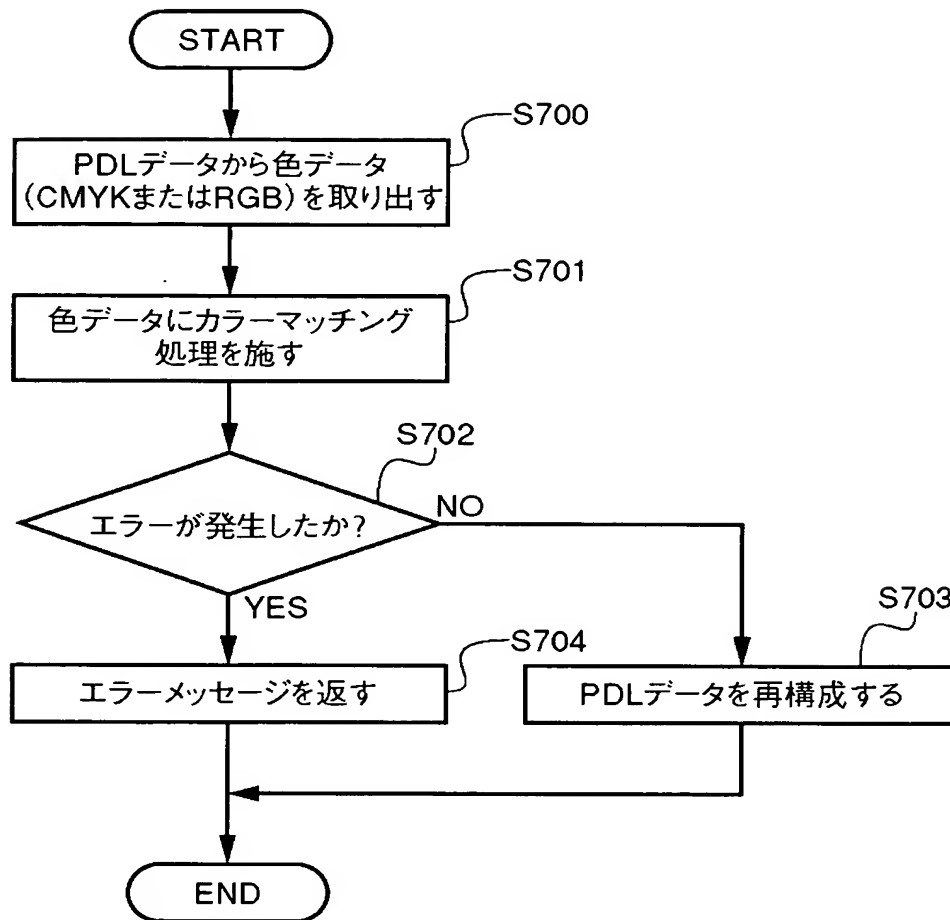 START
S700
PDLデータから色データ
(CMYKまたはRGB)を取り出す
S701
色データにカラーマッチング
処理を施す
S702
エラーが発生したか?
NO
YES
S703
S704
エラーメッセージを返す
PDLデータを再構成する
END